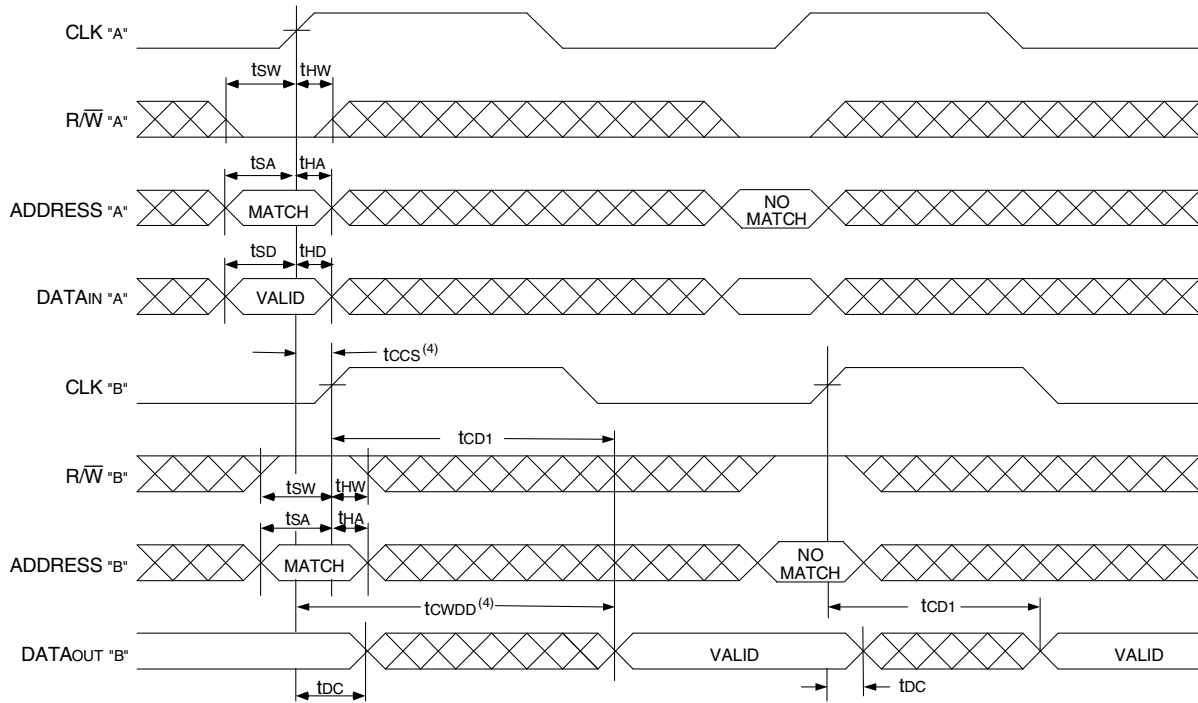 CLK "A"
tSW tHW
R/W̅ "A"
tSA tHA
ADDRESS "A" MATCH NO MATCH
tSD tHD
DATAIN "A" VALID
tCCS(4)
CLK "B"
tCD1
R/W̅ "B"
tSW tHW
tSA tHA
ADDRESS "B" MATCH NO MATCH
tCWDD(4) tCD1
DATAOUT "B" VALID VALID
tDC tDC